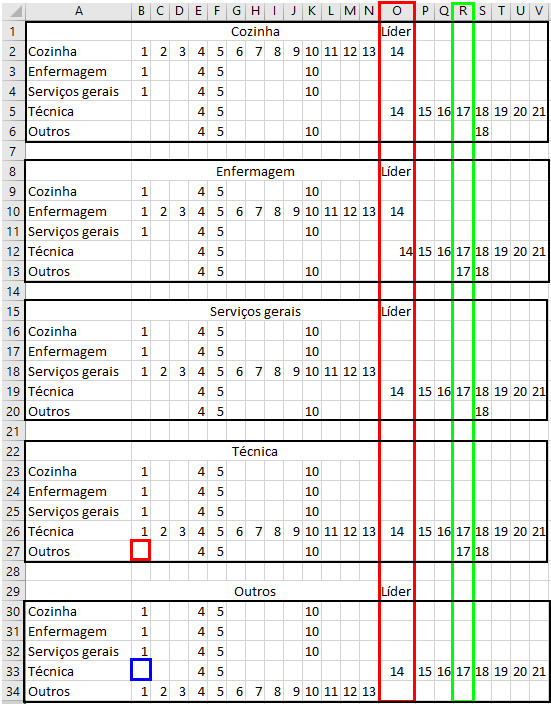 A B C D E F G H I J K L M N O P Q R S T U V
1 Cozinha Líder
2 Cozinha 1 2 3 4 5 6 7 8 9 10 11 12 13 14
3 Enfermagem 1 4 5 10
4 Serviços gerais 1 4 5 10
5 Técnica 4 5 14 15 16 17 18 19 20 21
6 Outros 4 5 10 18
7
8 Enfermagem Líder
9 Cozinha 1 4 5 10
10 Enfermagem 1 2 3 4 5 6 7 8 9 10 11 12 13 14
11 Serviços gerais 1 4 5 10
12 Técnica 4 5 14 15 16 17 18 19 20 21
13 Outros 4 5 10 17 18
14
15 Serviços gerais Líder
16 Cozinha 1 4 5 10
17 Enfermagem 1 4 5 10
18 Serviços gerais 1 2 3 4 5 6 7 8 9 10 11 12 13
19 Técnica 4 5 14 15 16 17 18 19 20 21
20 Outros 4 5 10 18
21
22 Técnica
23 Cozinha 1 4 5 10
24 Enfermagem 1 4 5 10
25 Serviços gerais 1 4 5 10
26 Técnica 1 2 3 4 5 6 7 8 9 10 11 12 13 14 15 16 17 18 19 20 21
27 Outros 4 5 10 17 18
28
29 Outros Líder
30 Cozinha 1 4 5 10
31 Enfermagem 1 4 5 10
32 Serviços gerais 1 4 5 10
33 Técnica 4 5 14 15 16 17 18 19 20 21
34 Outros 1 2 3 4 5 6 7 8 9 10 11 12 13